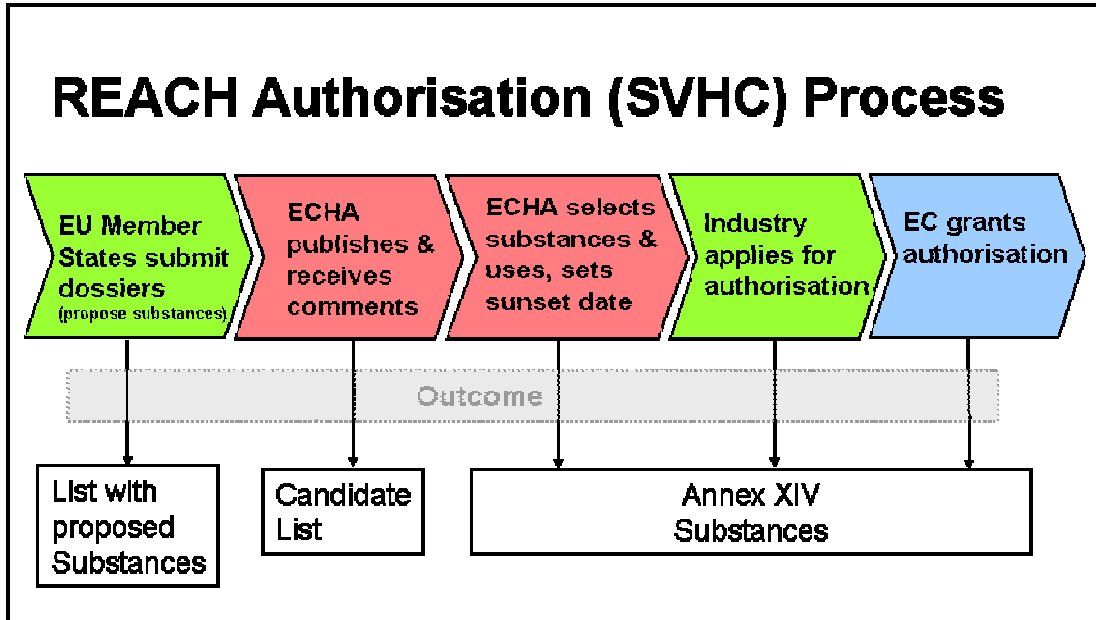 REACH Authorisation (SVHC) Process
EU Member
States submit
dossiers
(propose substances)
ECHA
publishes &
receives
comments
ECHA selects
substances &
uses, sets
sunset date
Industry
applies for
authorisation
EC grants
authorisation
Outcome
List with
proposed
Substances
Candidate
List
Annex XIV
Substances